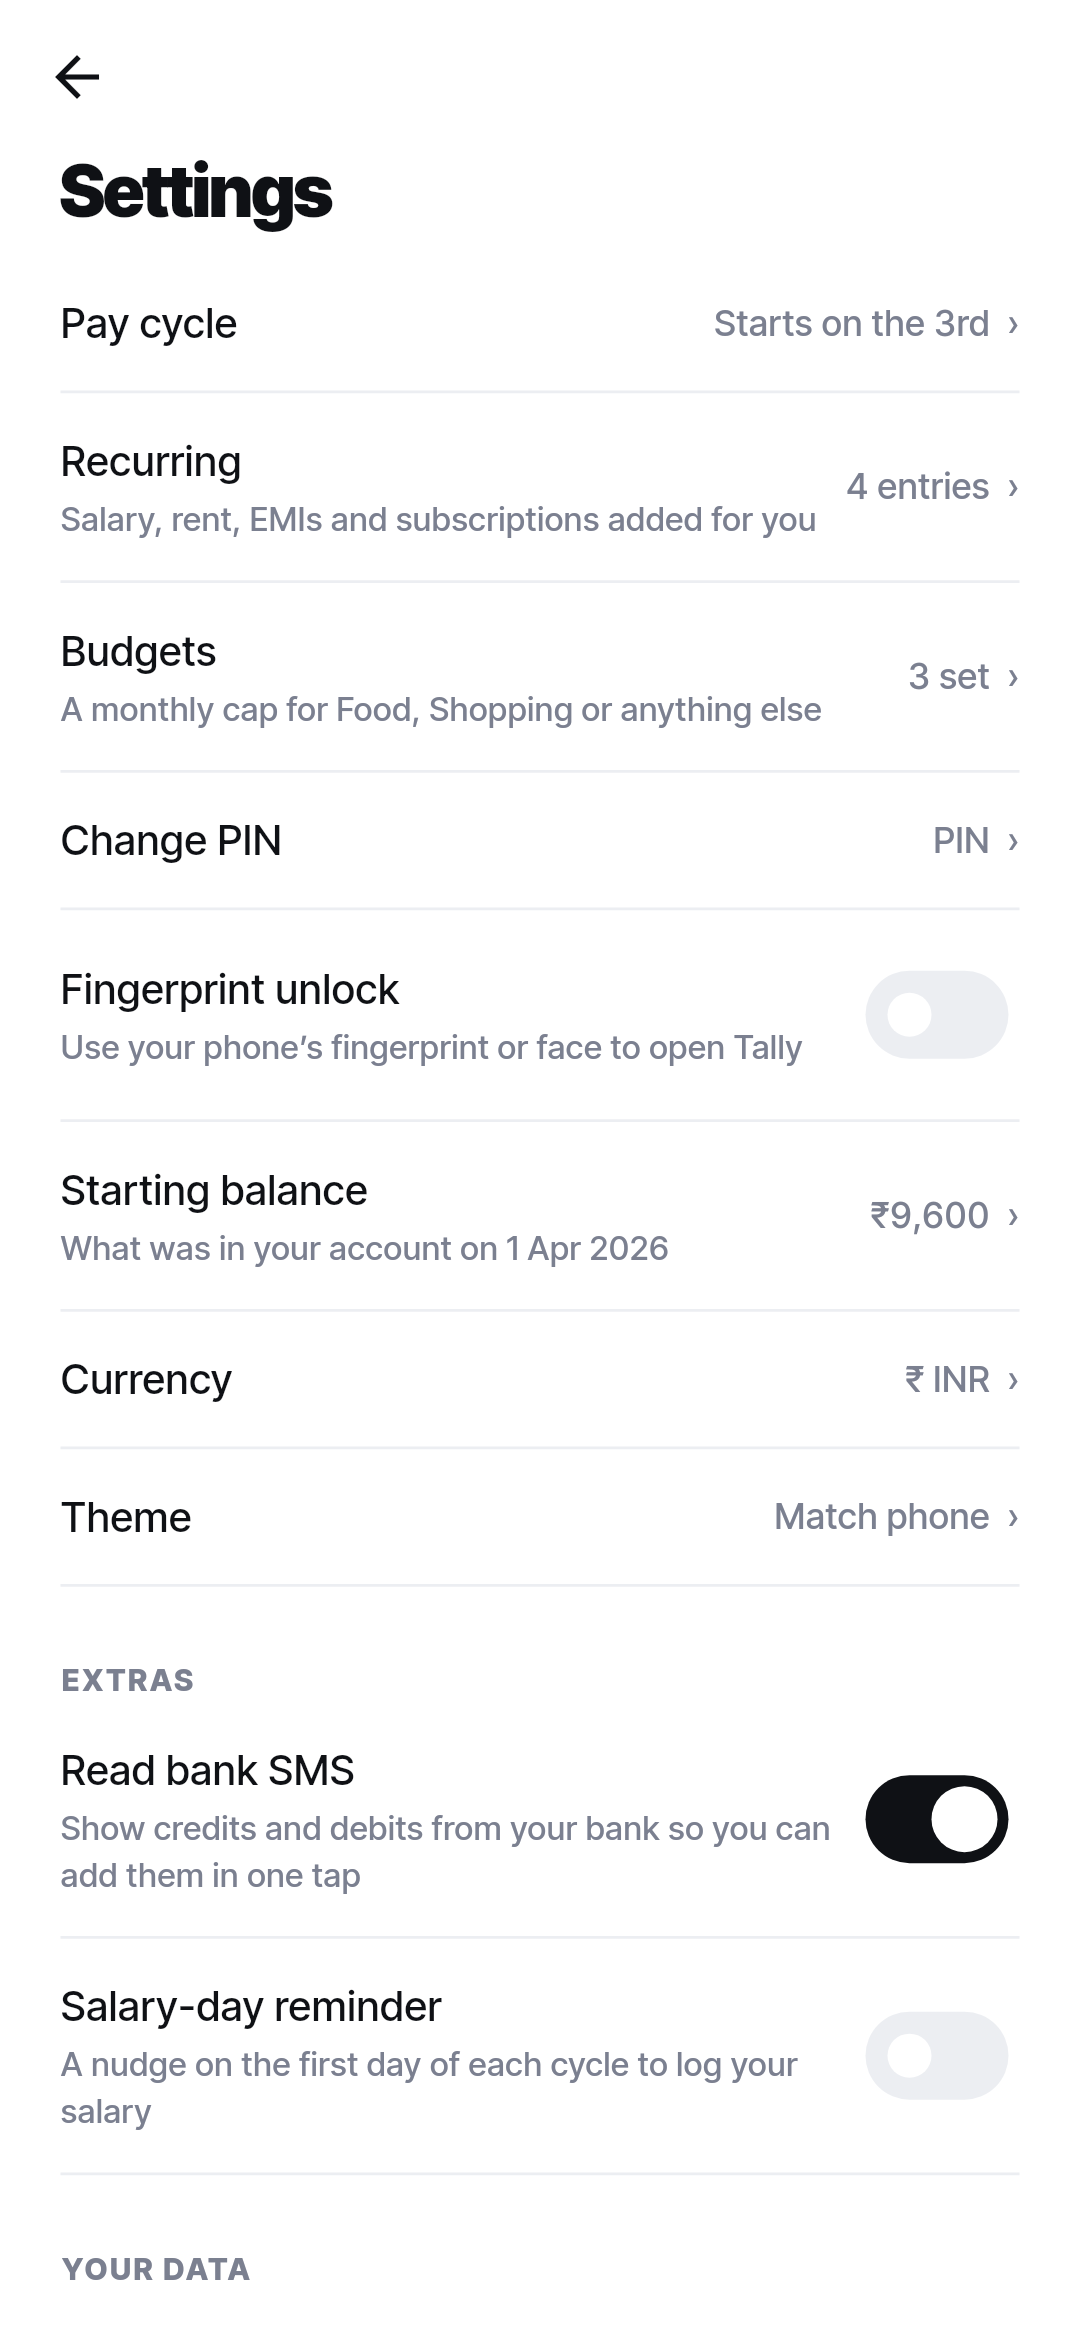 Settings
Pay cycle
Starts on the 3rd ›
Recurring
Salary, rent, EMIs and subscriptions added for you
4 entries ›
Budgets
A monthly cap for Food, Shopping or anything else
3 set ›
Change PIN
PIN ›
Fingerprint unlock
Use your phone’s fingerprint or face to open Tally
Starting balance
What was in your account on 1 Apr 2026
₹9,600 ›
Currency
₹ INR ›
Theme
Match phone ›
EXTRAS
Read bank SMS
Show credits and debits from your bank so you can
add them in one tap
Salary-day reminder
A nudge on the first day of each cycle to log your
salary
YOUR DATA